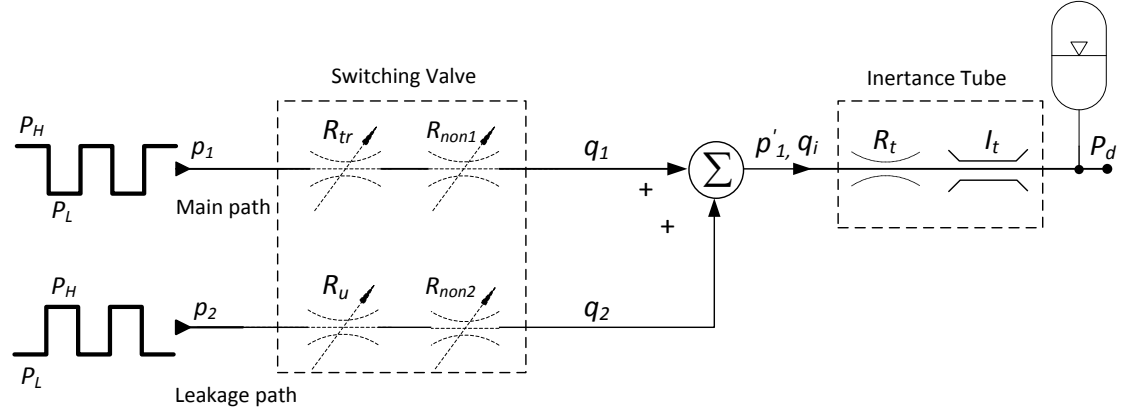 Switching Valve
Inertance Tube
P_H
p_1
R_tr
R_non1
q_1
Σ
p'_1, q_i
R_t
I_t
P_d
P_L
Main path
+
+
P_H
p_2
R_u
R_non2
q_2
P_L
Leakage path